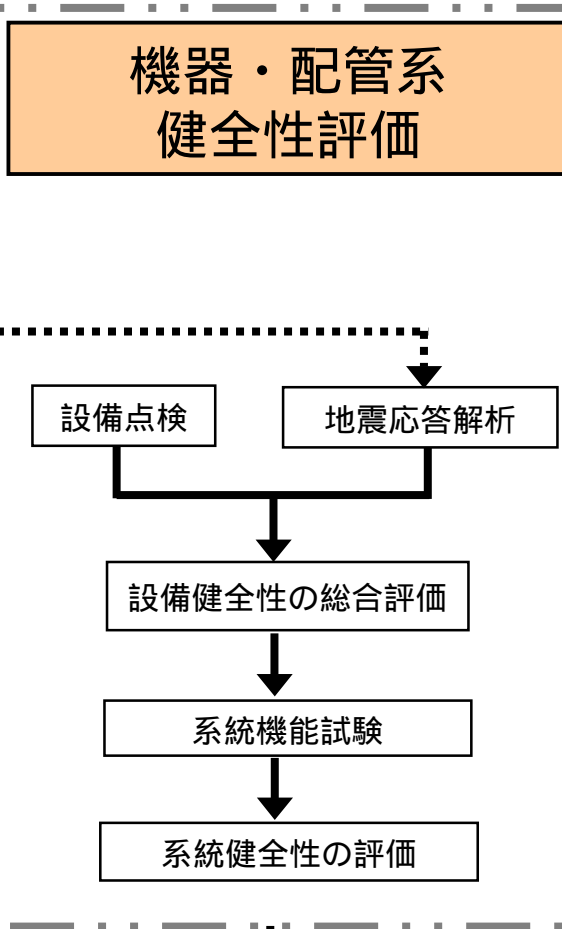 機器・配管系
健全性評価
設備点検
地震応答解析
設備健全性の総合評価
系統機能試験
系統健全性の評価